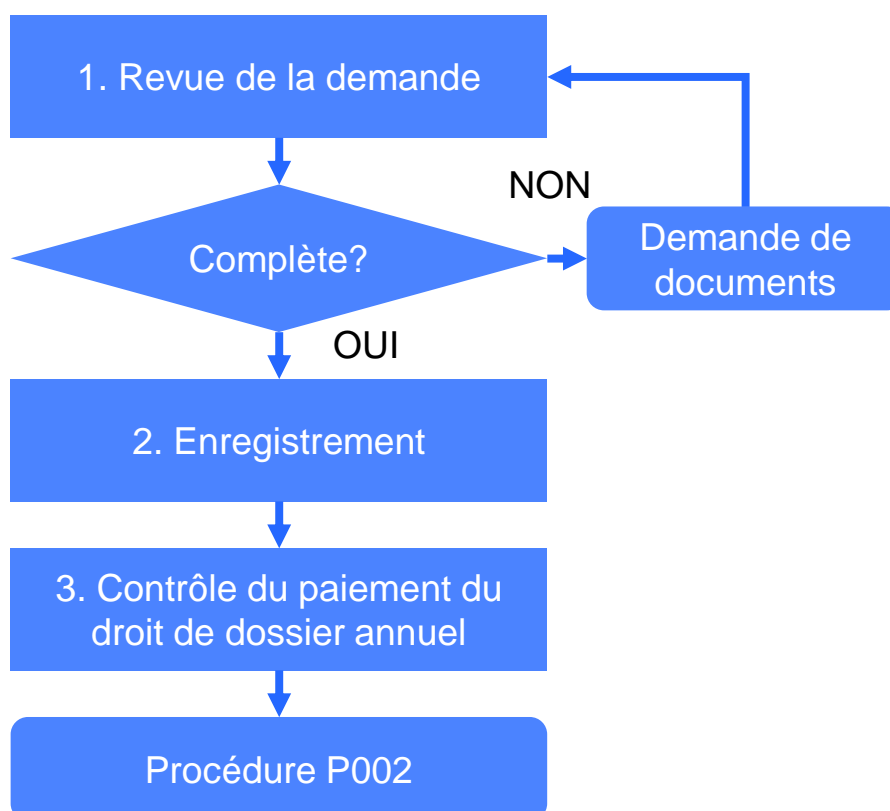 1. Revue de la demande
NON
Complète?
Demande de
documents
OUI
2. Enregistrement
3. Contrôle du paiement du
droit de dossier annuel
Procédure P002